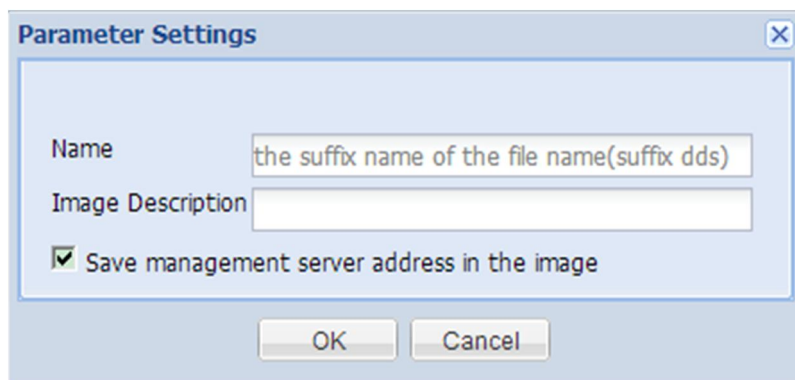 Parameter Settings
Name
the suffix name of the file name(suffix dds)
Image Description
Save management server address in the image
OK
Cancel